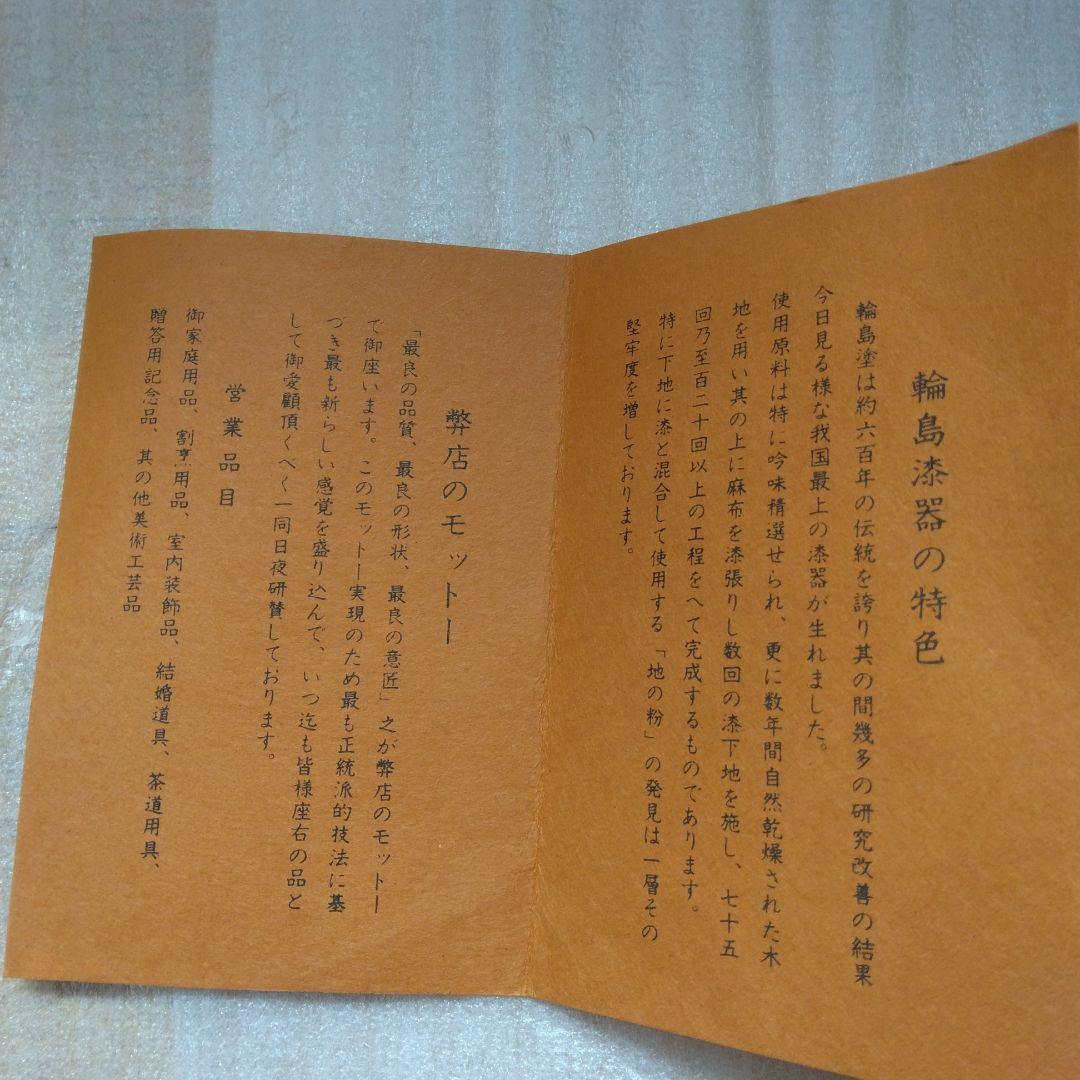 輪島漆器の特色
輪島塗は約六百年の伝統を誇り其の間幾多の研究改善の結果
今日見る様な我国最上の漆器が生れました。
使用原料は特に吟味精選せられ、更に数年間自然乾燥された木
地を用い其の上に麻布を漆張りし数回の漆下地を施し、七十五
回乃至百二十回以上の工程をへて完成するものであります。
特に下地に漆と混合して使用する「地の粉」の発見は一層その
堅牢度を増しております。
弊店のモットー
「最良の品質、最良の形状、最良の意匠」之が弊店のモットー
で御座います。このモットー実現のため最も正統派的技法に基
づき最も新らしい感覚を盛り込んで、いつ迄も皆様座右の品と
して御愛顧頂くべく一同日夜研賛しております。
営業品目
御家庭用品、割烹用品、室内装飾品、結婚道具、茶道用具、
贈答用記念品、其の他美術工芸品